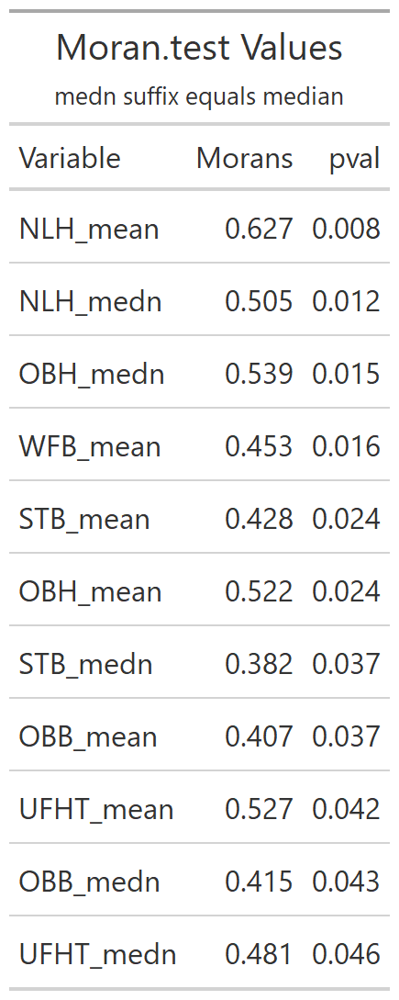 Moran.test Values
medn suffix equals median
Variable Morans pval
NLH_mean 0.627 0.008
NLH_medn 0.505 0.012
OBH_medn 0.539 0.015
WFB_mean 0.453 0.016
STB_mean 0.428 0.024
OBH_mean 0.522 0.024
STB_medn 0.382 0.037
OBB_mean 0.407 0.037
UFHT_mean 0.527 0.042
OBB_medn 0.415 0.043
UFHT_medn 0.481 0.046